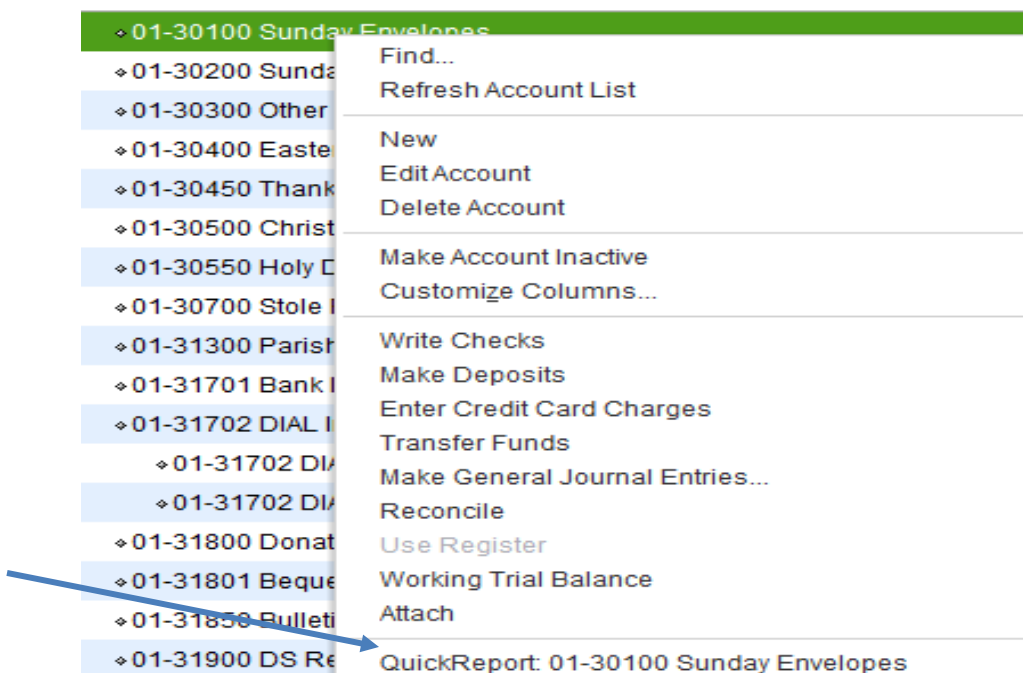 01-30100 Sunday Envelopes
01-30200 Sunda
01-30300 Other
01-30400 Easte
01-30450 Thank
01-30500 Christ
01-30550 Holy D
01-30700 Stole
01-31300 Parish
01-31701 Bank
01-31702 DIAL
01-31702 DIA
01-31702 DIA
01-31800 Donat
01-31801 Beque
01-31850 Bulleti
01-31900 DS Re
Find...
Refresh Account List
New
Edit Account
Delete Account
Make Account Inactive
Customize Columns...
Write Checks
Make Deposits
Enter Credit Card Charges
Transfer Funds
Make General Journal Entries...
Reconcile
Use Register
Working Trial Balance
Attach
QuickReport: 01-30100 Sunday Envelopes